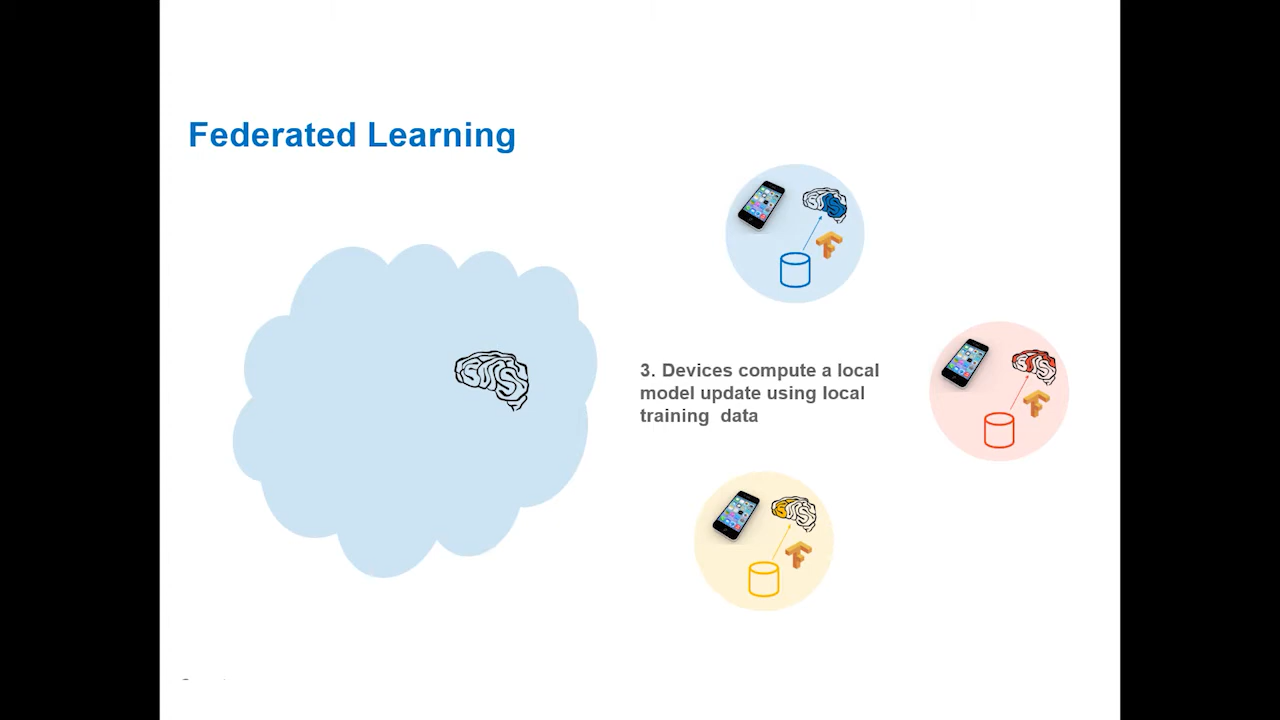 Federated Learning
3. Devices compute a local
model update using local
training data